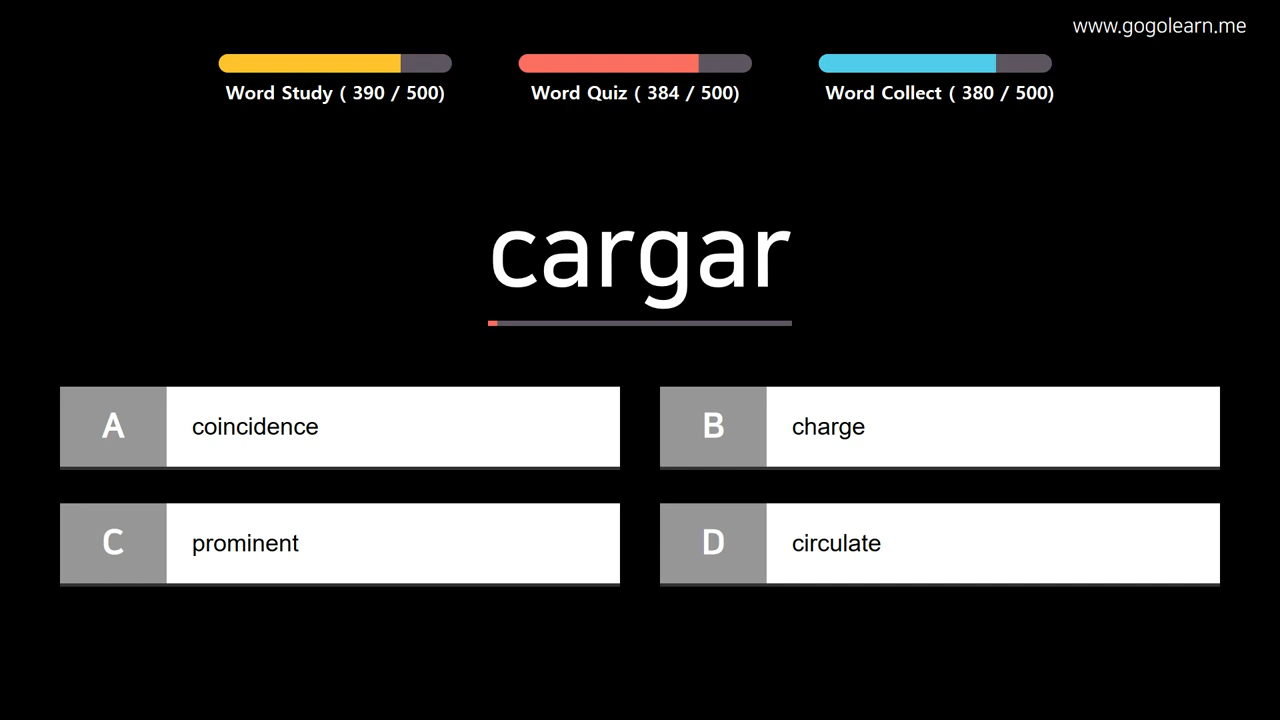 www.gogolearn.me
Word Study ( 390 / 500)
Word Quiz ( 384 / 500)
Word Collect ( 380 / 500)
cargar
A coincidence
B charge
C prominent
D circulate